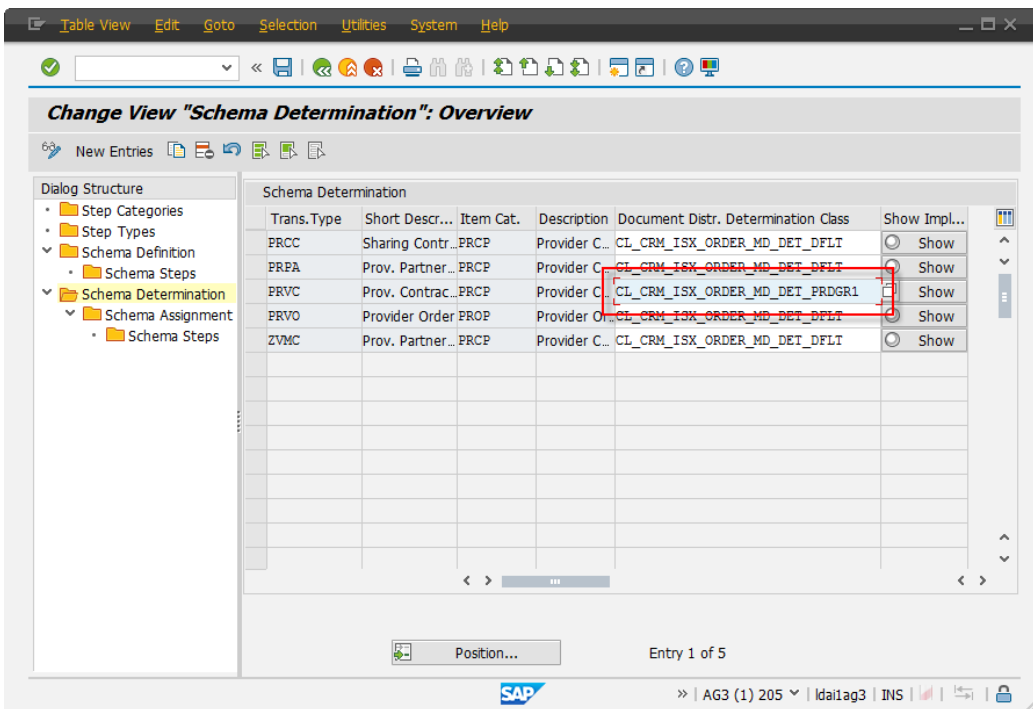 Table View Edit Goto Selection Utilities System Help
Change View "Schema Determination": Overview
New Entries
Dialog Structure
Step Categories
Step Types
Schema Definition
Schema Steps
Schema Determination
Schema Assignment
Schema Steps
Schema Determination
Trans.Type Short Descr... Item Cat. Description Document Distr. Determination Class Show Impl...
PRCC Sharing Contr... PRCP Provider C... CL_CRM_ISX_ORDER_MD_DET_DFLT Show
PRPA Prov. Partner... PRCP Provider C... CL_CRM_ISX_ORDER_MD_DET_DFLT Show
PRVC Prov. Contrac... PRCP Provider C... CL_CRM_ISX_ORDER_MD_DET_PRDGR1 Show
PRVO Provider Order PROP Provider Or... CL_CRM_ISX_ORDER_MD_DET_DFLT Show
ZVMC Prov. Partner... PRCP Provider C... CL_CRM_ISX_ORDER_MD_DET_DFLT Show
Position... Entry 1 of 5
SAP » | AG3 (1) 205 | ldai1ag3 | INS